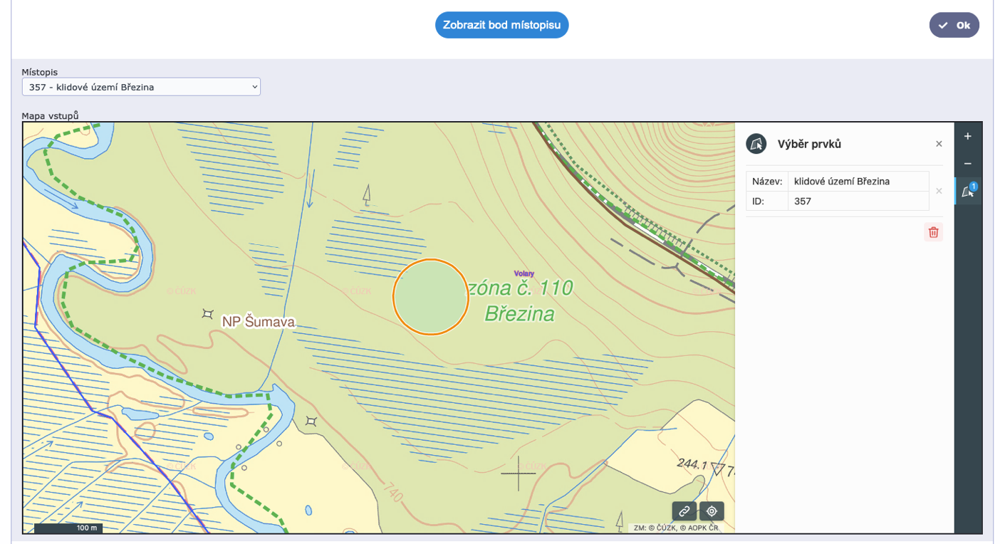 Zobrazit bod místopisu
Ok
Místopis
357 - klidové území Březina
Mapa vstupů
Výběr prvků
Název: klidové území Březina
ID: 357
1
Volary
zóna č. 110
Březina
© ČÚZK
© ČÚZK
NP Šumava
© ČÚZK
© ČÚZK
© ČÚZK
244.1
740
100 m
ZM: © ČÚZK, © AOPK ČR